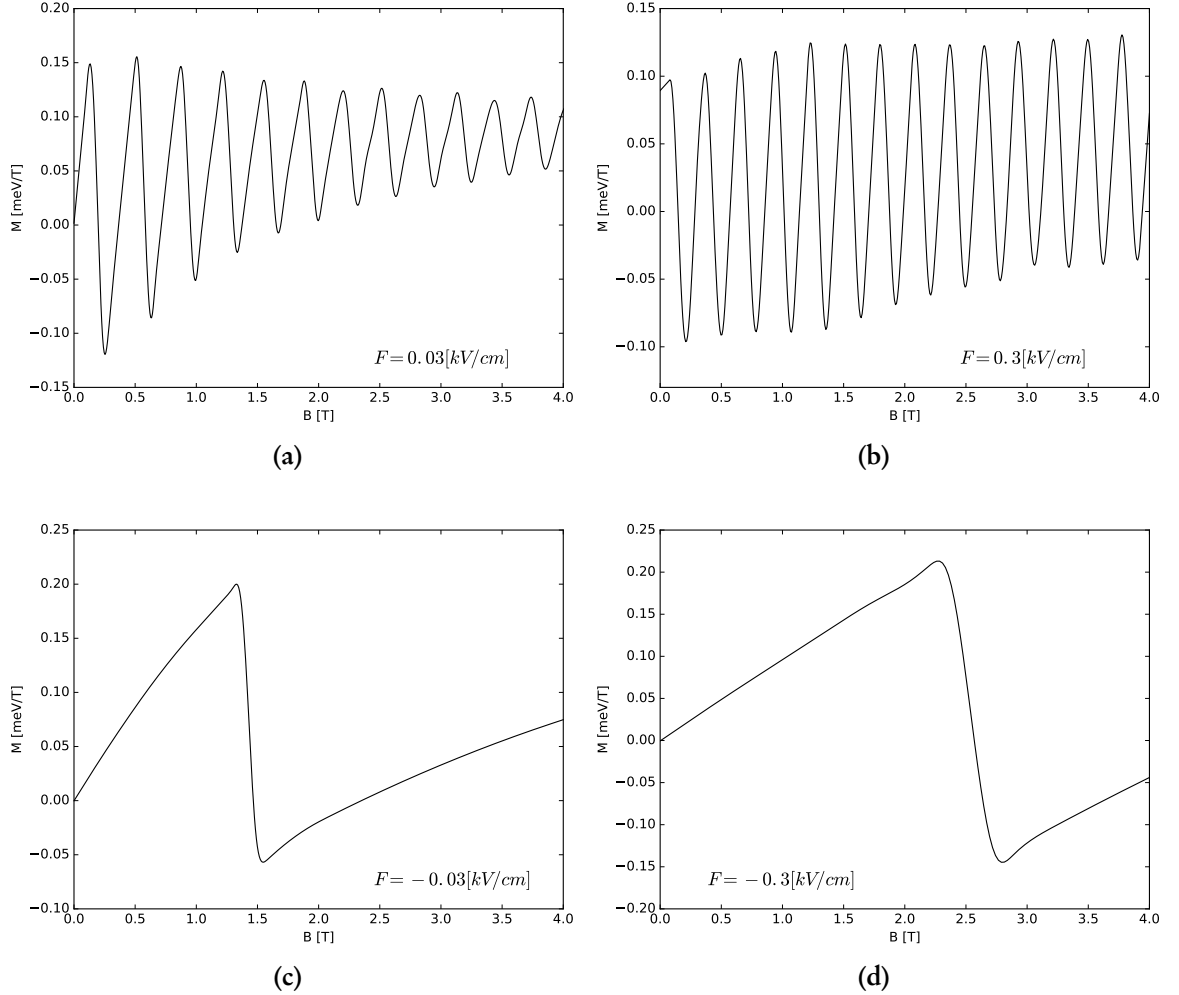 0.20
0.15
0.10
0.05
0.00
−0.05
−0.10
−0.15
M [meV/T]
F = 0.03[kV/cm]
0.0 0.5 1.0 1.5 2.0 2.5 3.0 3.5 4.0
B [T]
(a)
0.15
0.10
0.05
0.00
−0.05
−0.10
M [meV/T]
F = 0.3[kV/cm]
0.0 0.5 1.0 1.5 2.0 2.5 3.0 3.5 4.0
B [T]
(b)
0.25
0.20
0.15
0.10
0.05
0.00
−0.05
−0.10
M [meV/T]
F = −0.03[kV/cm]
0.0 0.5 1.0 1.5 2.0 2.5 3.0 3.5 4.0
B [T]
(c)
0.25
0.20
0.15
0.10
0.05
0.00
−0.05
−0.10
−0.15
−0.20
M [meV/T]
F = −0.3[kV/cm]
0.0 0.5 1.0 1.5 2.0 2.5 3.0 3.5 4.0
B [T]
(d)